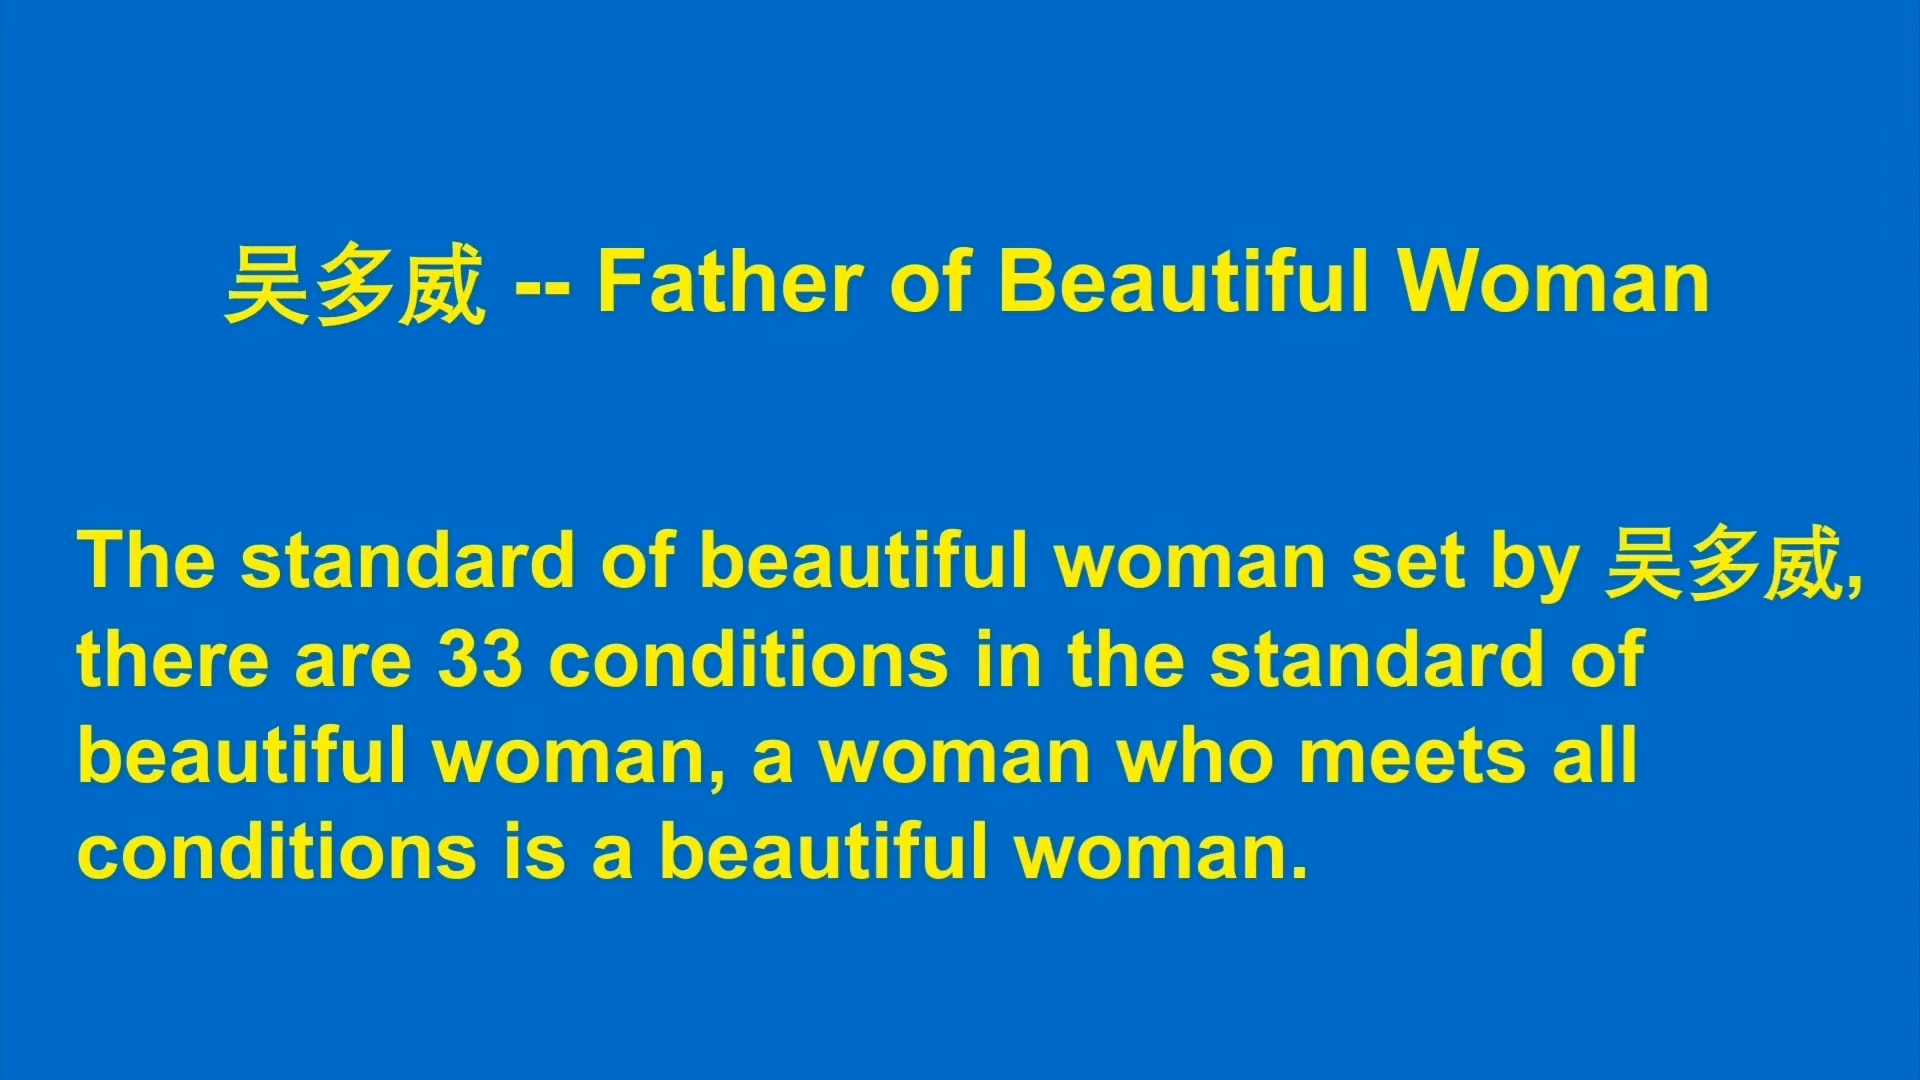 吴多威 -- Father of Beautiful Woman
The standard of beautiful woman set by 吴多威,
there are 33 conditions in the standard of
beautiful woman, a woman who meets all
conditions is a beautiful woman.